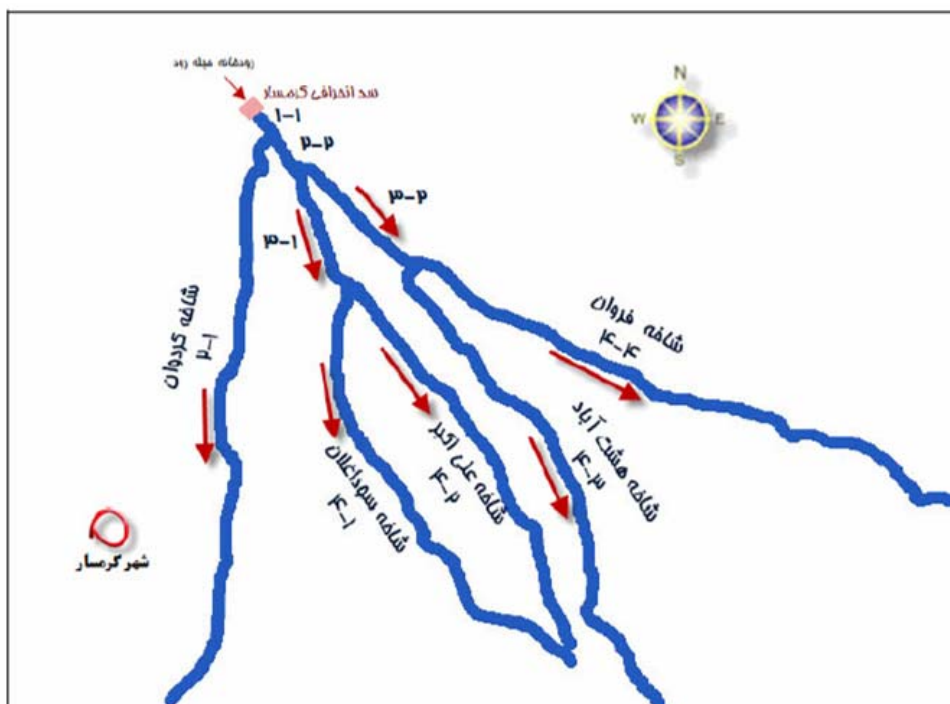 رودخانه حبله رود
سد انحرافی گرمسار
۱-۱
۲-۲
۳-۲
۳-۱
شاخه کردوان
۲-۱
شاخه فروان
۴-۴
شاخه هشت آباد
۴-۳
شاخه علی اکبر
۴-۲
شاخه سوداغلان
۴-۱
شهر گرمسار
N
W
E
S